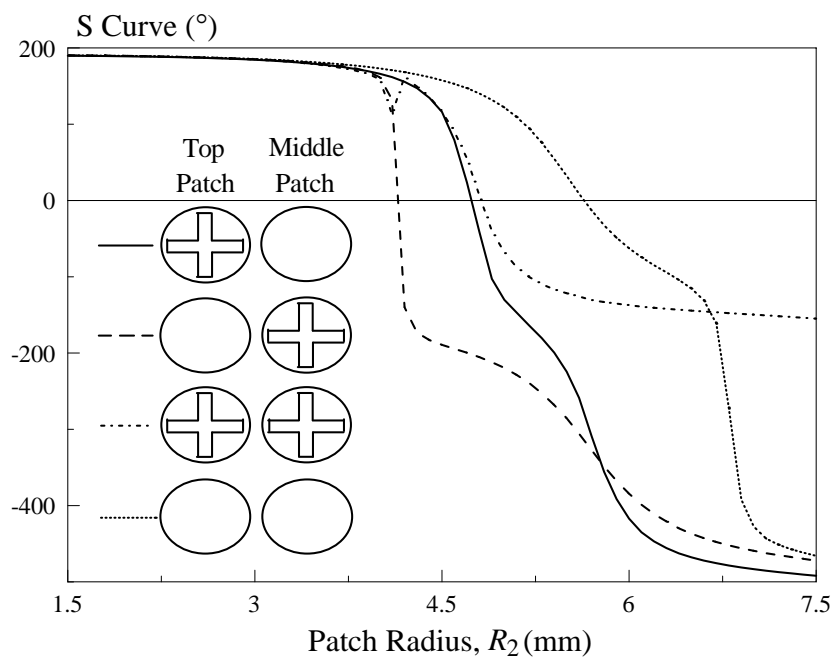 S Curve (°)
200
0
-200
-400
Top Patch
Middle Patch
1.5
3
4.5
6
7.5
Patch Radius, R2 (mm)